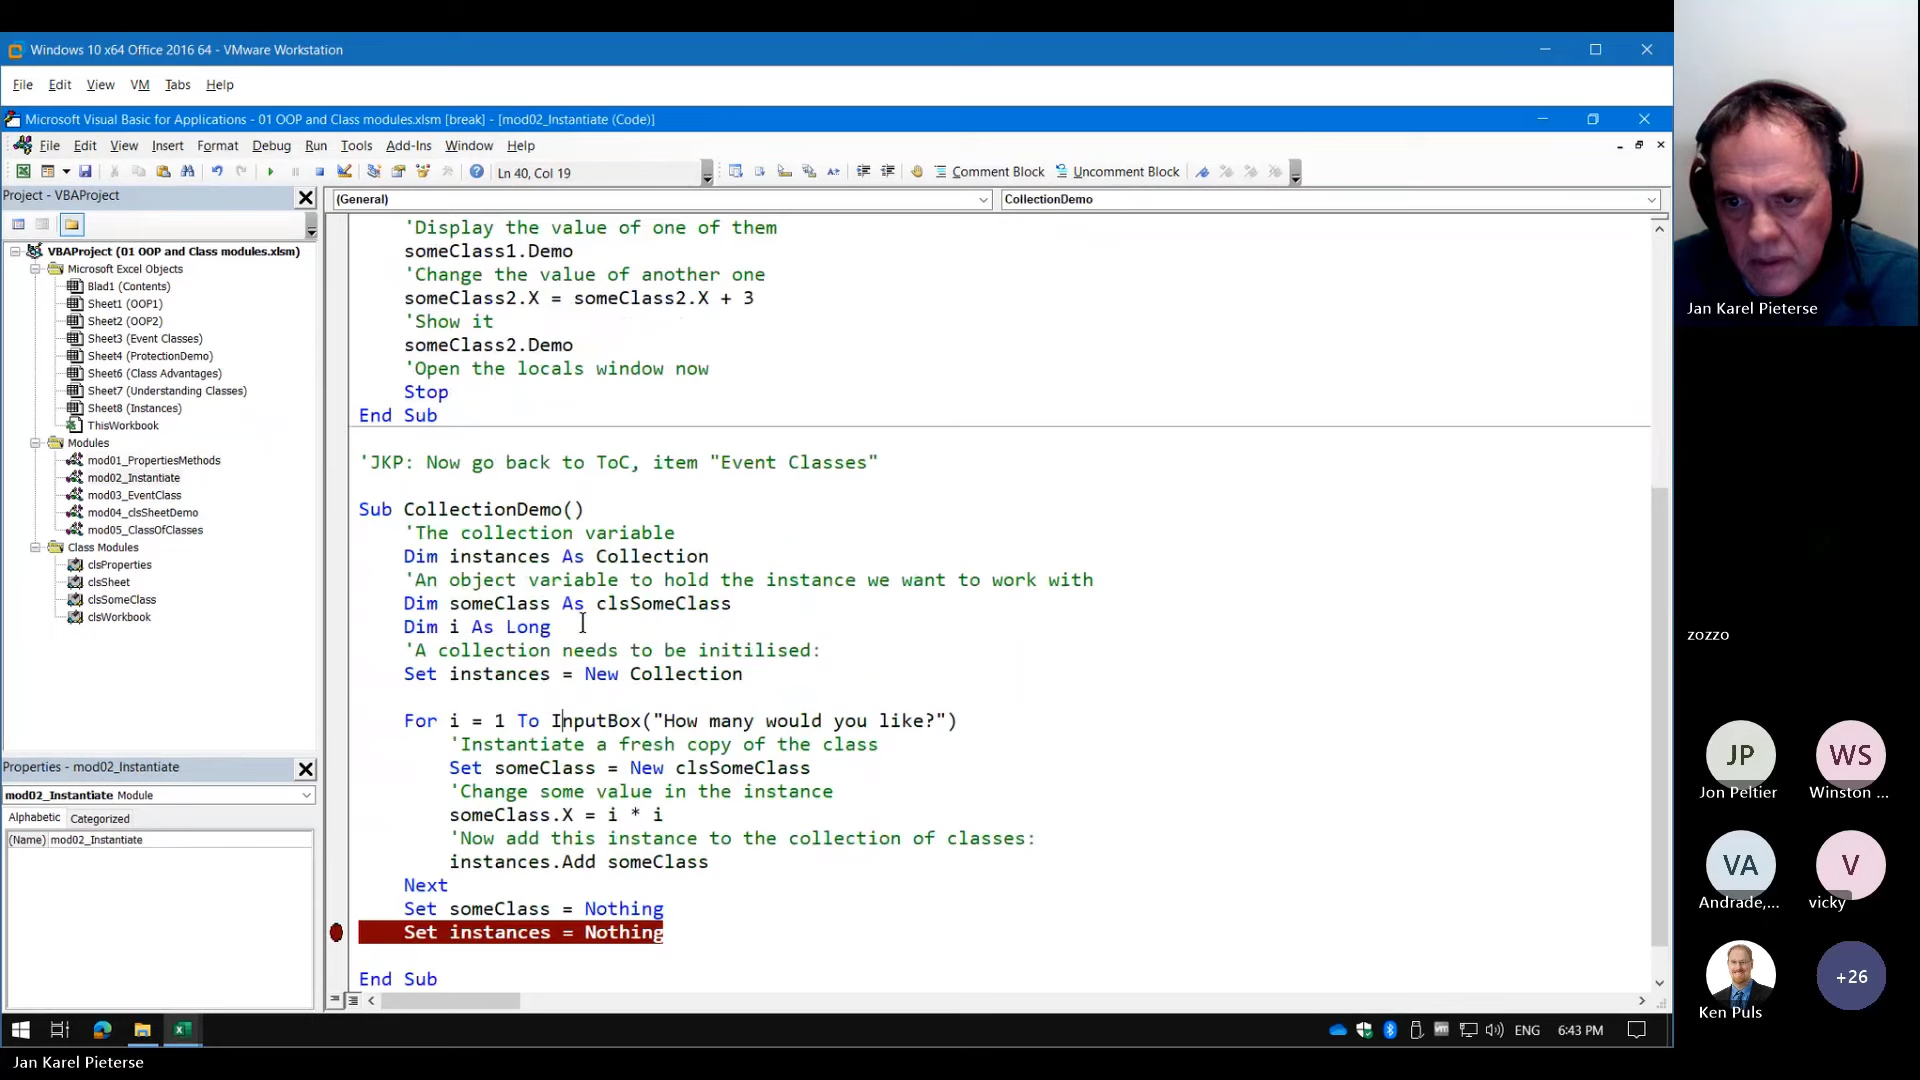 Windows 10 x64 Office 2016 64 - VMware Workstation
File Edit View VM Tabs Help
Microsoft Visual Basic for Applications - 01 OOP and Class modules.xlsm [break] - [mod02_Instantiate (Code)]
File Edit View Insert Format Debug Run Tools Add-Ins Window Help
Ln 40, Col 19
Comment Block Uncomment Block
Project - VBAProject
VBAProject (01 OOP and Class modules.xlsm)
Microsoft Excel Objects
Blad1 (Contents)
Sheet1 (OOP1)
Sheet2 (OOP2)
Sheet3 (Event Classes)
Sheet4 (ProtectionDemo)
Sheet6 (Class Advantages)
Sheet7 (Understanding Classes)
Sheet8 (Instances)
ThisWorkbook
Modules
mod01_PropertiesMethods
mod02_Instantiate
mod03_EventClass
mod04_clsSheetDemo
mod05_ClassOfClasses
Class Modules
clsProperties
clsSheet
clsSomeClass
clsWorkbook
Properties - mod02_Instantiate
mod02_Instantiate Module
Alphabetic Categorized
(Name) mod02_Instantiate
(General) CollectionDemo
'Display the value of one of them
someClass1.Demo
'Change the value of another one
someClass2.X = someClass2.X + 3
'Show it
someClass2.Demo
'Open the locals window now
Stop
End Sub
'JKP: Now go back to ToC, item "Event Classes"
Sub CollectionDemo()
'The collection variable
Dim instances As Collection
'An object variable to hold the instance we want to work with
Dim someClass As clsSomeClass
Dim i As Long
'A collection needs to be initilised:
Set instances = New Collection
For i = 1 To InputBox("How many would you like?")
'Instantiate a fresh copy of the class
Set someClass = New clsSomeClass
'Change some value in the instance
someClass.X = i * i
'Now add this instance to the collection of classes:
instances.Add someClass
Next
Set someClass = Nothing
Set instances = Nothing
End Sub
ENG 6:43 PM
Jan Karel Pieterse
Jan Karel Pieterse
zozzo
JP WS
Jon Peltier Winston ...
VA V
Andrade,... vicky
+26
Ken Puls